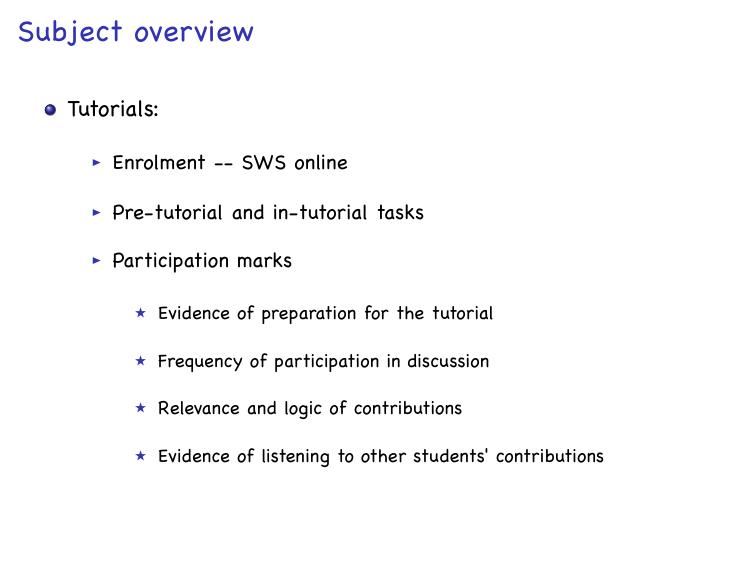 Subject overview
Tutorials:
Enrolment -- SWS online
Pre-tutorial and in-tutorial tasks
Participation marks
Evidence of preparation for the tutorial
Frequency of participation in discussion
Relevance and logic of contributions
Evidence of listening to other students' contributions